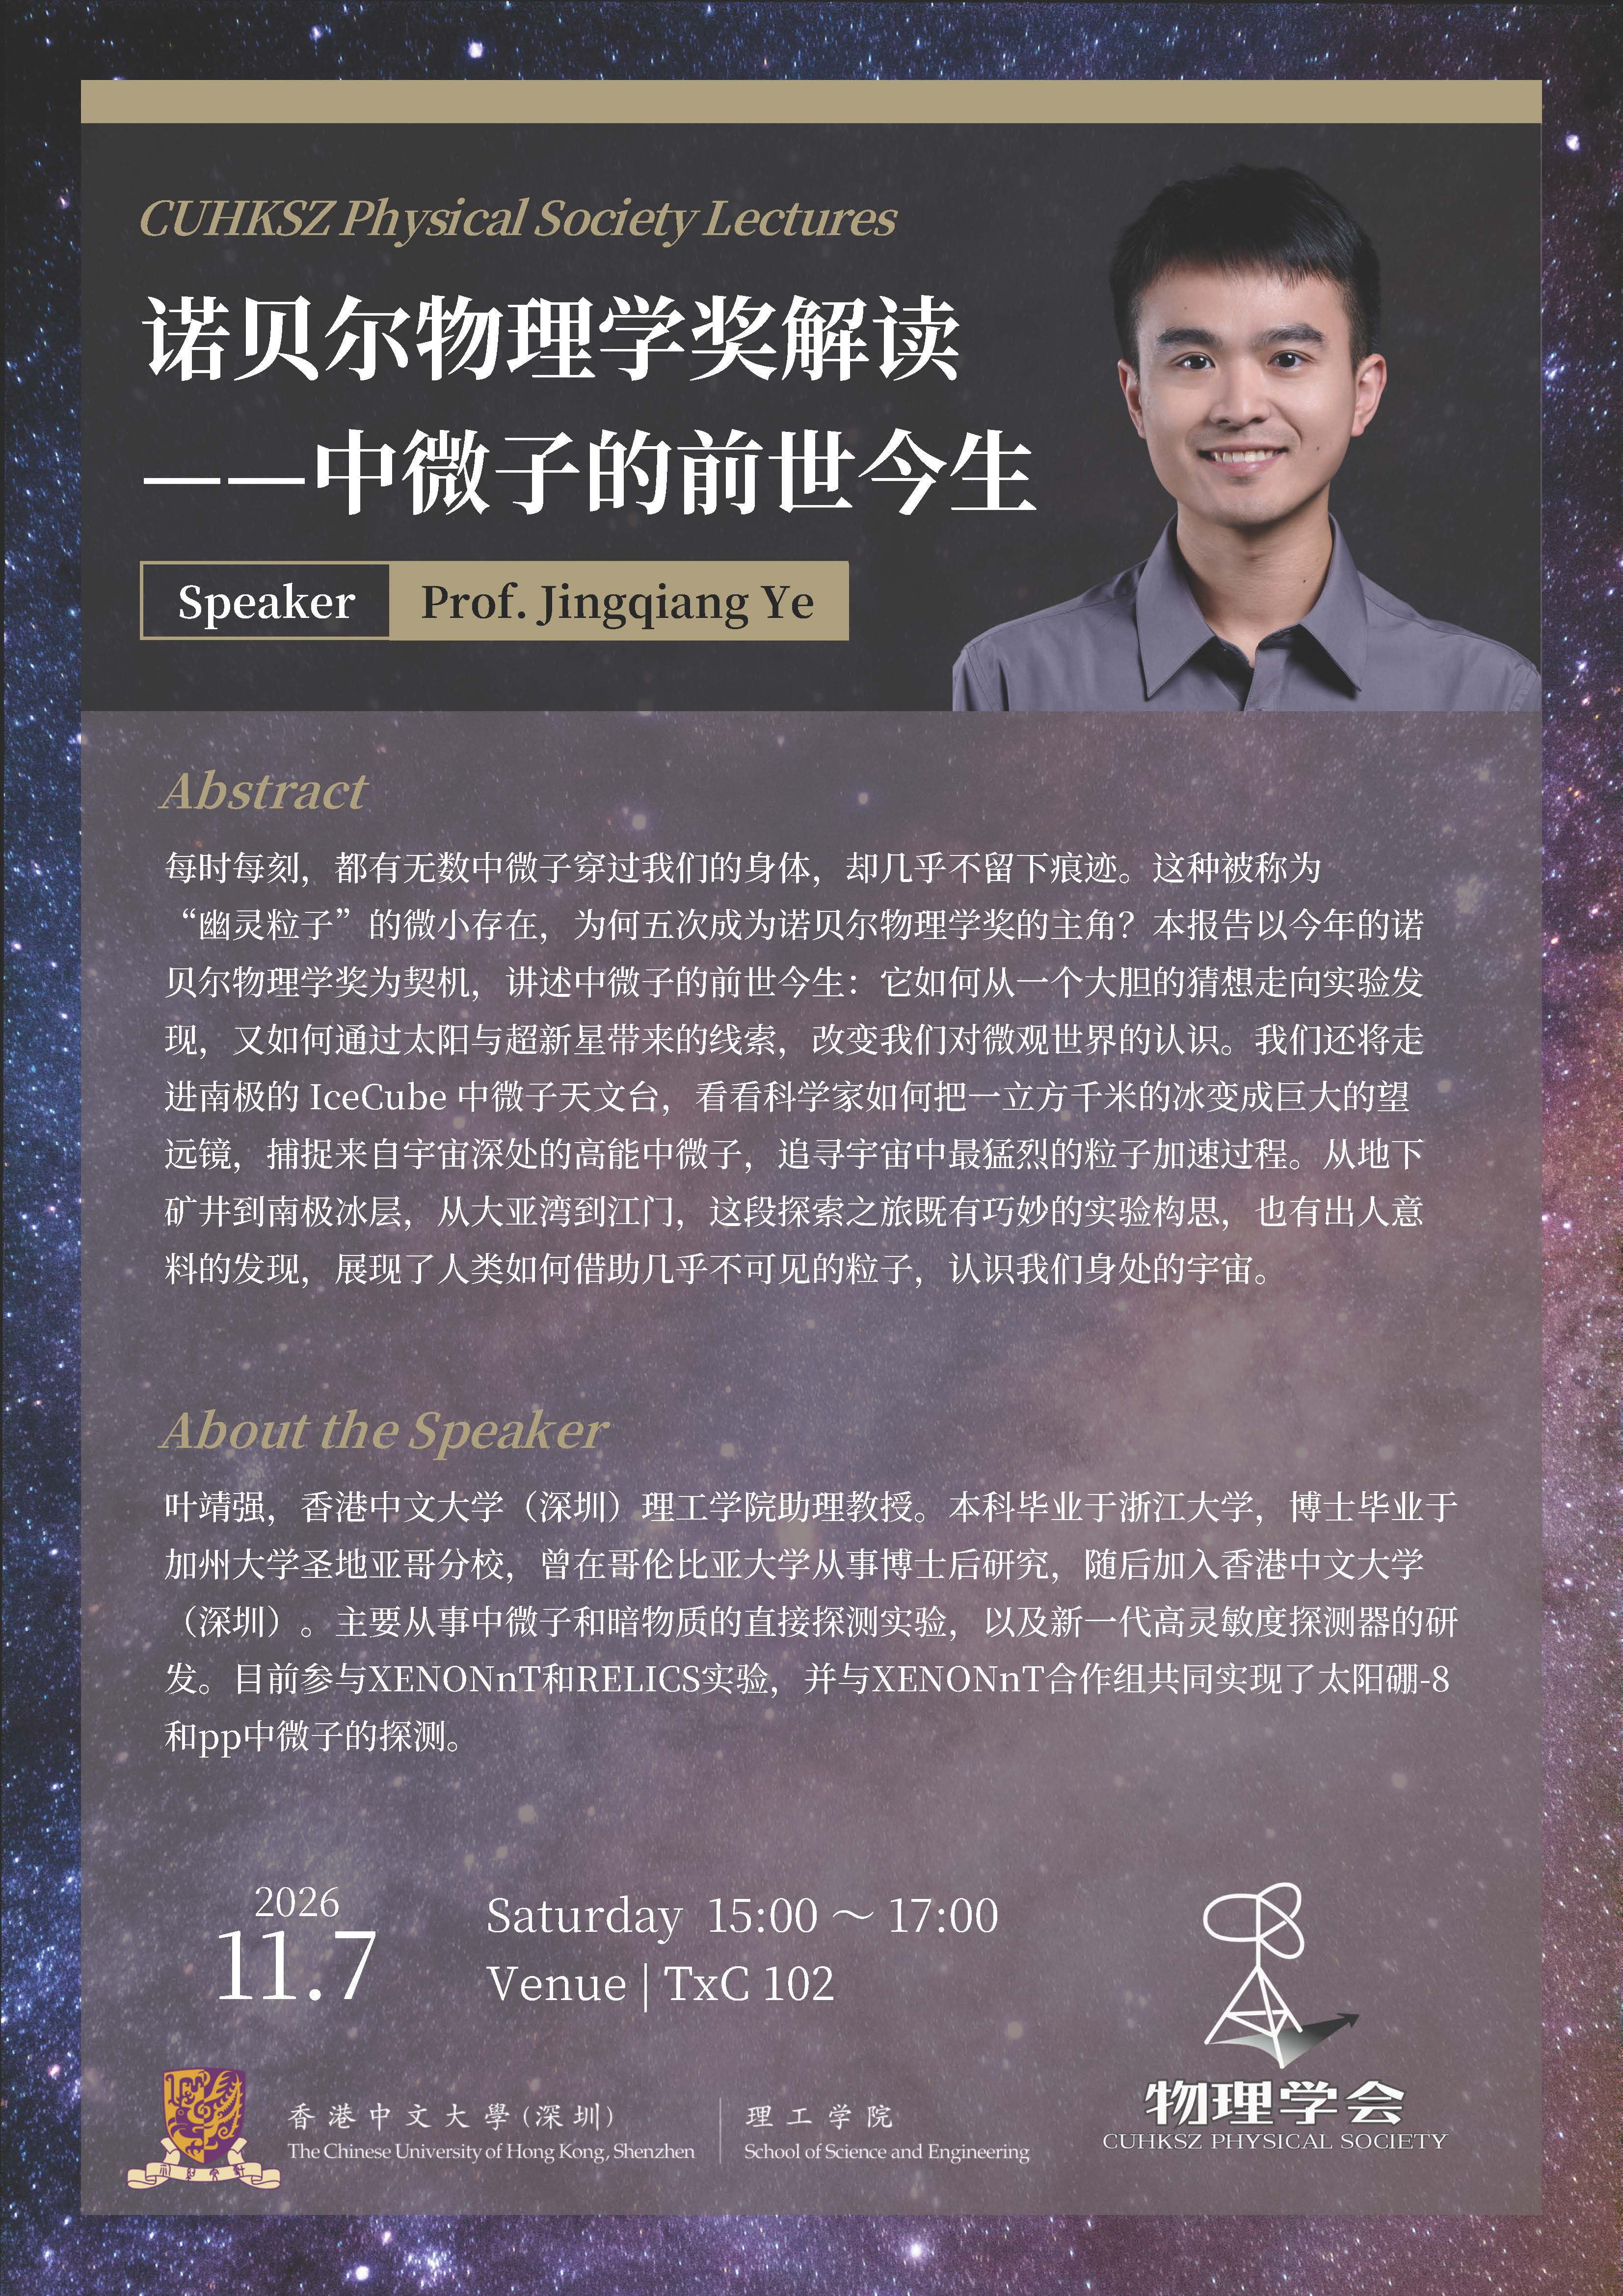 CUHKSZ Physical Society Lectures
诺贝尔物理学奖解读
——中微子的前世今生
Speaker
Prof. Jingqiang Ye
Abstract
每时每刻，都有无数中微子穿过我们的身体，却几乎不留下痕迹。这种被称为
“幽灵粒子”的微小存在，为何五次成为诺贝尔物理学奖的主角？本报告以今年的诺
贝尔物理学奖为契机，讲述中微子的前世今生：它如何从一个大胆的猜想走向实验发
现，又如何通过太阳与超新星带来的线索，改变我们对微观世界的认识。我们还将走
进南极的 IceCube 中微子天文台，看看科学家如何把一立方千米的冰变成巨大的望
远镜，捕捉来自宇宙深处的高能中微子，追寻宇宙中最猛烈的粒子加速过程。从地下
矿井到南极冰层，从大亚湾到江门，这段探索之旅既有巧妙的实验构思，也有出人意
料的发现，展现了人类如何借助几乎不可见的粒子，认识我们身处的宇宙。
About the Speaker
叶靖强，香港中文大学（深圳）理工学院助理教授。本科毕业于浙江大学，博士毕业于
加州大学圣地亚哥分校，曾在哥伦比亚大学从事博士后研究，随后加入香港中文大学
（深圳）。主要从事中微子和暗物质的直接探测实验，以及新一代高灵敏度探测器的研
发。目前参与XENONnT和RELICS实验，并与XENONnT合作组共同实现了太阳硼-8
和pp中微子的探测。
2026
11.7
Saturday 15:00 ～ 17:00
Venue | TxC 102
香港中文大學(深圳)
The Chinese University of Hong Kong, Shenzhen
理工学院
School of Science and Engineering
物理学会
CUHKSZ PHYSICAL SOCIETY